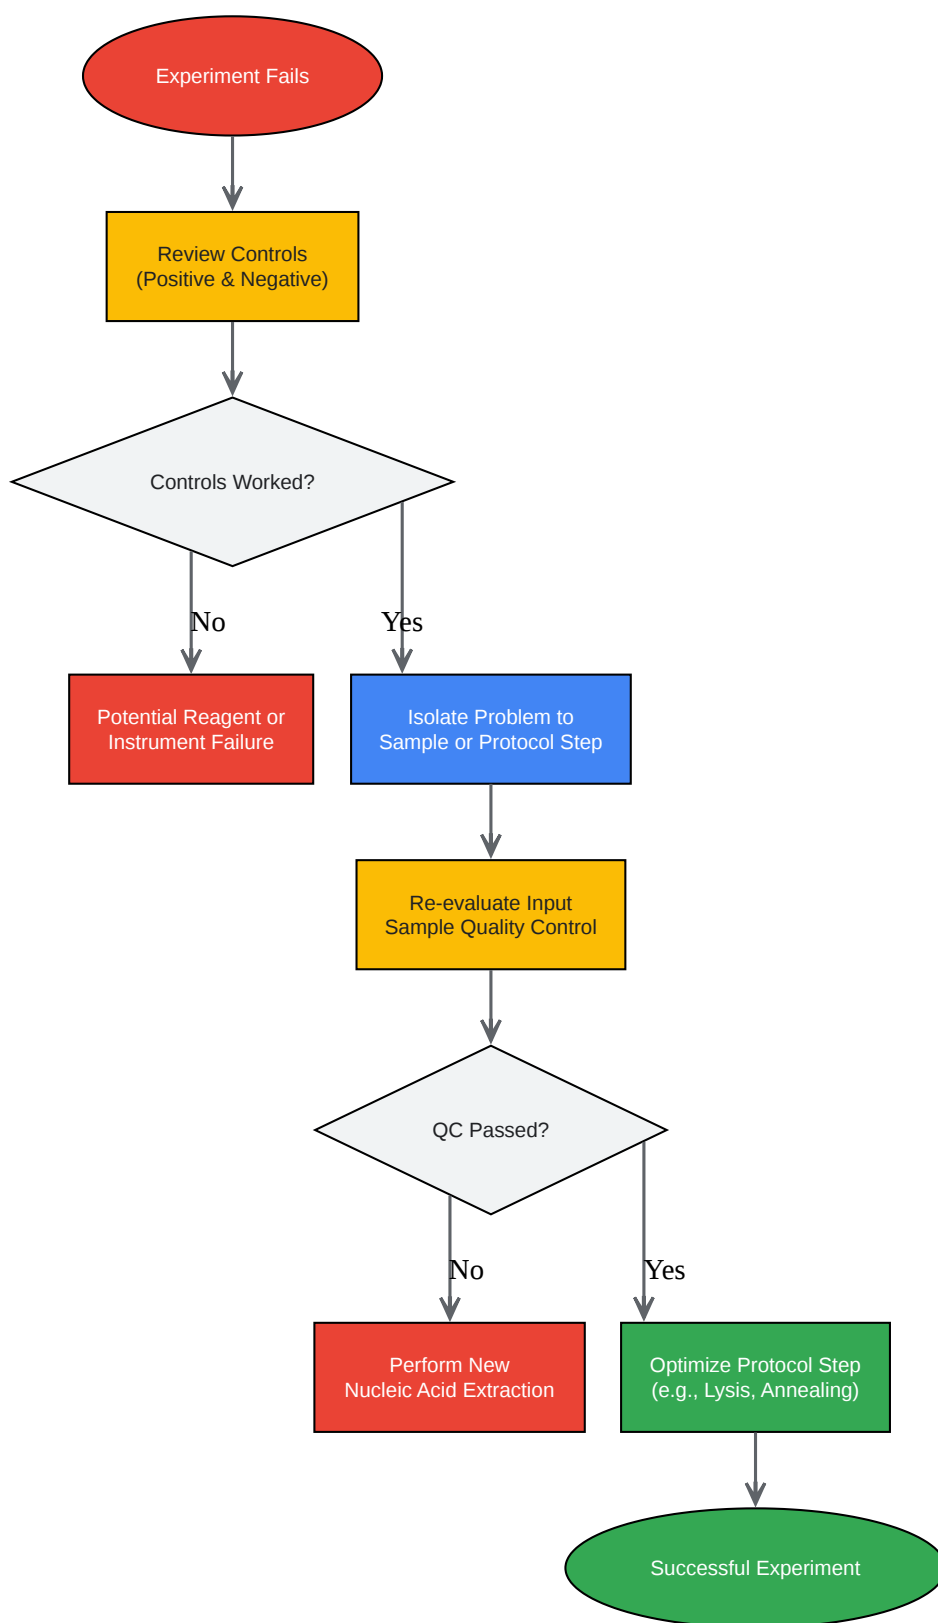 Experiment Fails
Review Controls
(Positive & Negative)
Controls Worked?
No
Yes
Potential Reagent or
Instrument Failure
Isolate Problem to
Sample or Protocol Step
Re-evaluate Input
Sample Quality Control
QC Passed?
No
Yes
Perform New
Nucleic Acid Extraction
Optimize Protocol Step
(e.g., Lysis, Annealing)
Successful Experiment